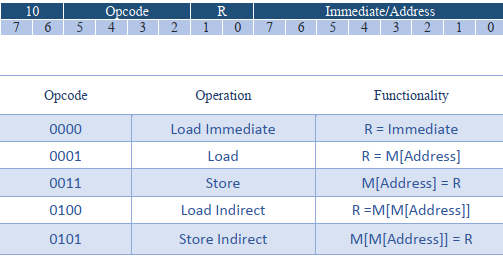 10 Opcode R Immediate/Address
7 6 5 4 3 2 1 0 7 6 5 4 3 2 1 0
Opcode Operation Functionality
0000 Load Immediate R = Immediate
0001 Load R = M[Address]
0011 Store M[Address] = R
0100 Load Indirect R =M[M[Address]]
0101 Store Indirect M[M[Address]] = R